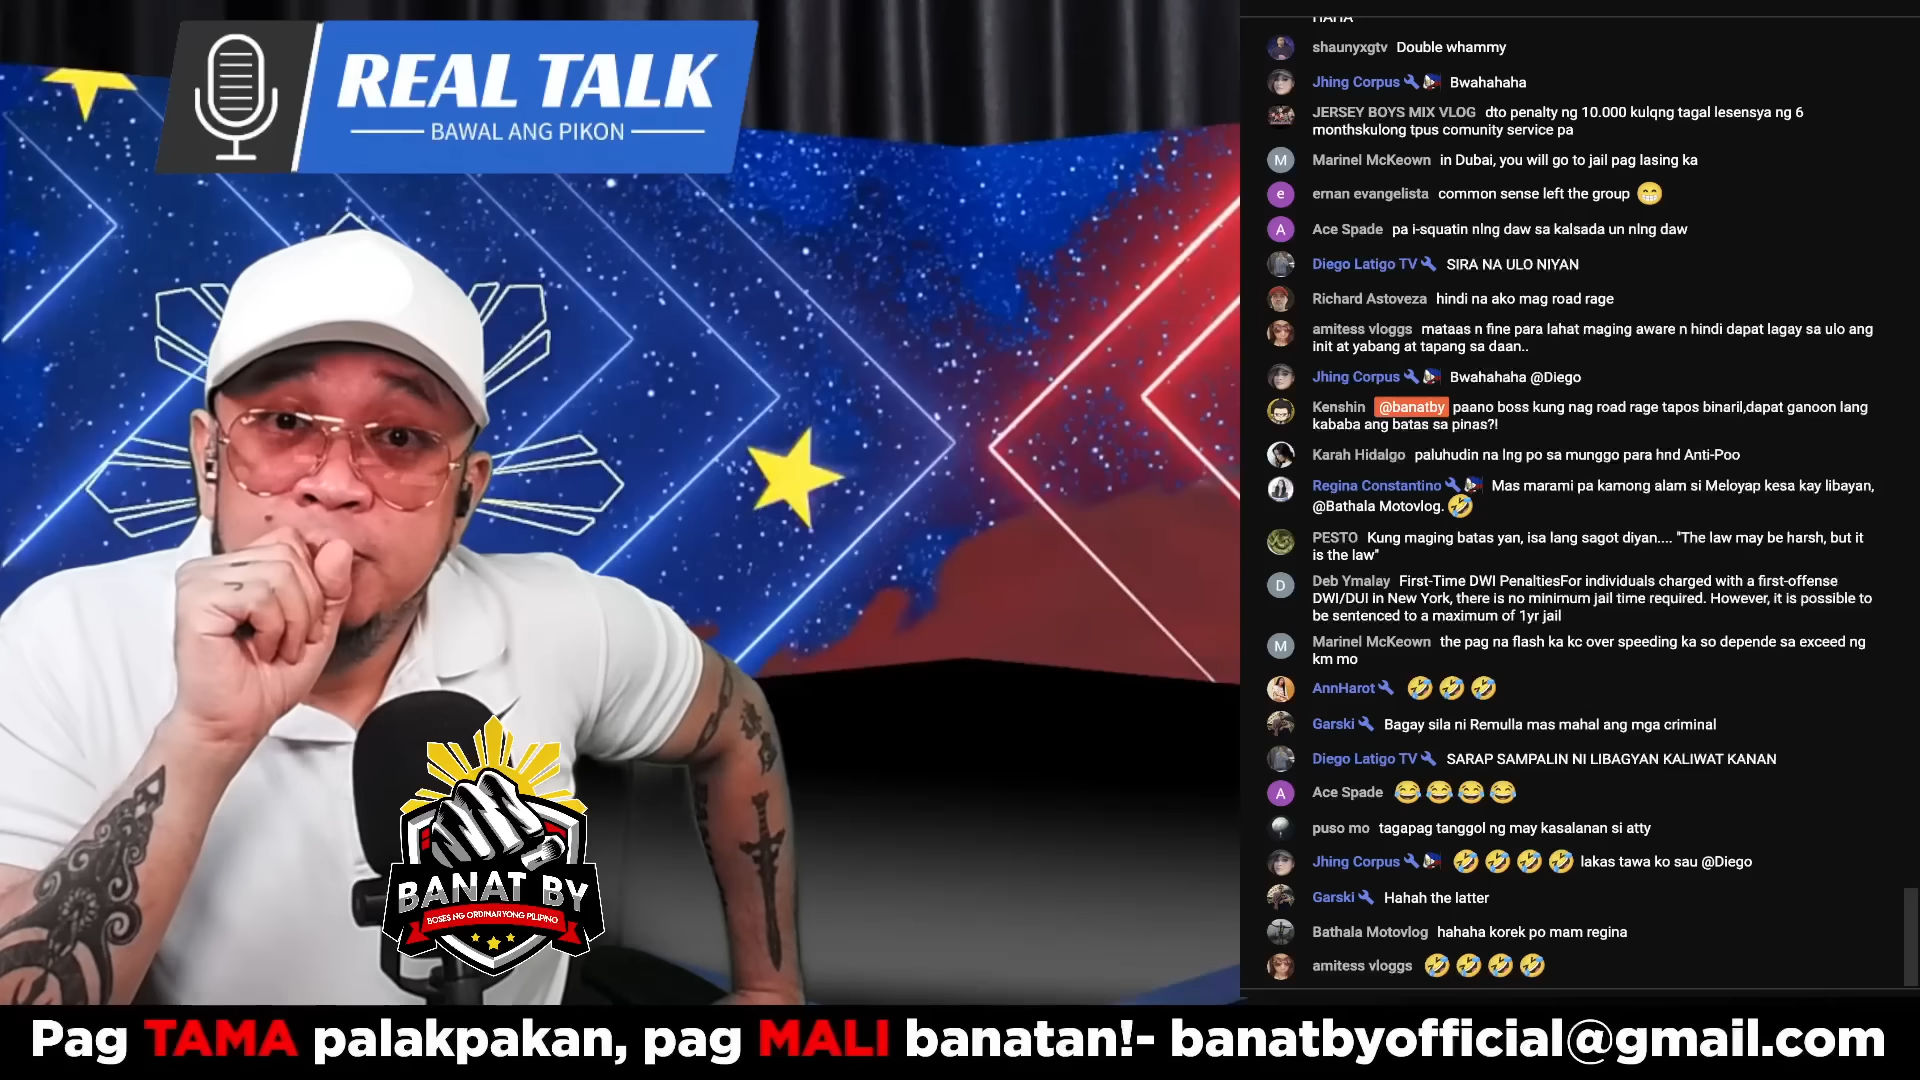 REAL TALK
BAWAL ANG PIKON
BANAT BY
BOSES NG ORDINARYONG PILIPINO
HAHA
shaunyxgtv Double whammy
Jhing Corpus Bwahahaha
JERSEY BOYS MIX VLOG dto penalty ng 10.000 kulqng tagal lesensya ng 6
monthskulong tpus comunity service pa
M Marinel McKeown in Dubai, you will go to jail pag lasing ka
e ernan evangelista common sense left the group 😁
A Ace Spade pa i-squatin nlng daw sa kalsada un nlng daw
Diego Latigo TV SIRA NA ULO NIYAN
Richard Astoveza hindi na ako mag road rage
amitess vloggs mataas n fine para lahat maging aware n hindi dapat lagay sa ulo ang
init at yabang at tapang sa daan..
Jhing Corpus Bwahahaha @Diego
Kenshin @banatby paano boss kung nag road rage tapos binaril,dapat ganoon lang
kababa ang batas sa pinas?!
Karah Hidalgo paluhudin na lng po sa munggo para hnd Anti-Poo
Regina Constantino Mas marami pa kamong alam si Meloyap kesa kay libayan,
@Bathala Motovlog. 🤣
PESTO Kung maging batas yan, isa lang sagot diyan.... "The law may be harsh, but it
is the law"
D Deb Ymalay First-Time DWI PenaltiesFor individuals charged with a first-offense
DWI/DUI in New York, there is no minimum jail time required. However, it is possible to
be sentenced to a maximum of 1yr jail
M Marinel McKeown the pag na flash ka kc over speeding ka so depende sa exceed ng
km mo
AnnHarot 🤣 🤣 🤣
Garski Bagay sila ni Remulla mas mahal ang mga criminal
Diego Latigo TV SARAP SAMPALIN NI LIBAGYAN KALIWAT KANAN
A Ace Spade 😂 😂 😂 😂
puso mo tagapag tanggol ng may kasalanan si atty
Jhing Corpus 🤣 🤣 🤣 🤣 lakas tawa ko sau @Diego
Garski Hahah the latter
Bathala Motovlog hahaha korek po mam regina
amitess vloggs 🤣 🤣 🤣 🤣
Pag TAMA palakpakan, pag MALI banatan!- banatbyofficial@gmail.com